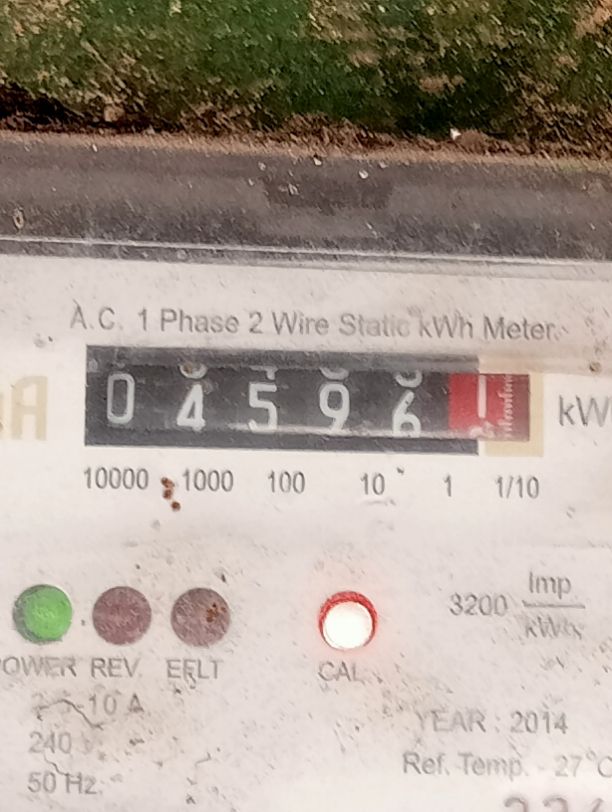 A.C. 1 Phase 2 Wire Static kWh Meter.
0 4 5 9 6 1 kW
10000 1000 100 10 1 1/10
3200 Imp/kWh
POWER REV. EFLT CAL
10 A
240
50 Hz.
YEAR : 2014
Ref. Temp. - 27°C